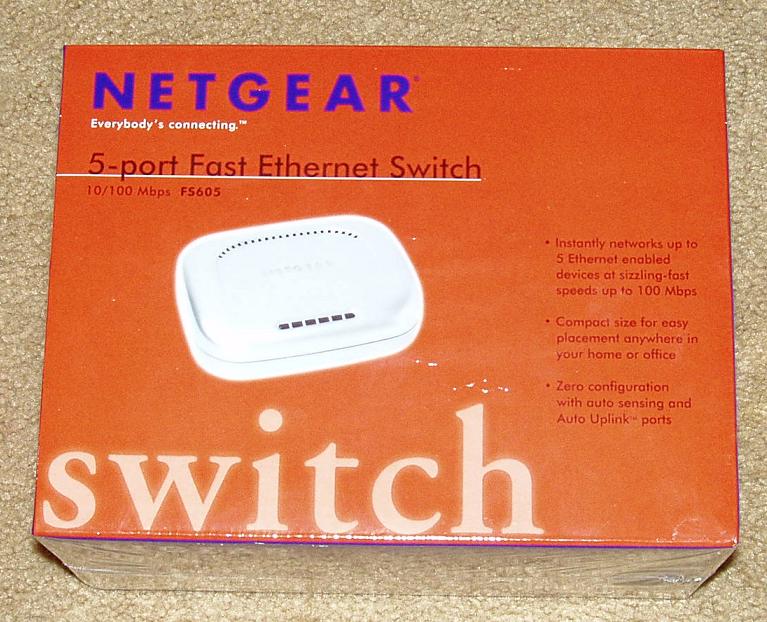 NETGEAR®
Everybody's connecting.™
5-port Fast Ethernet Switch
10/100 Mbps FS605
NETGEAR
• Instantly networks up to
5 Ethernet enabled
devices at sizzling-fast
speeds up to 100 Mbps
• Compact size for easy
placement anywhere in
your home or office
• Zero configuration
with auto sensing and
Auto Uplink™ ports
switch